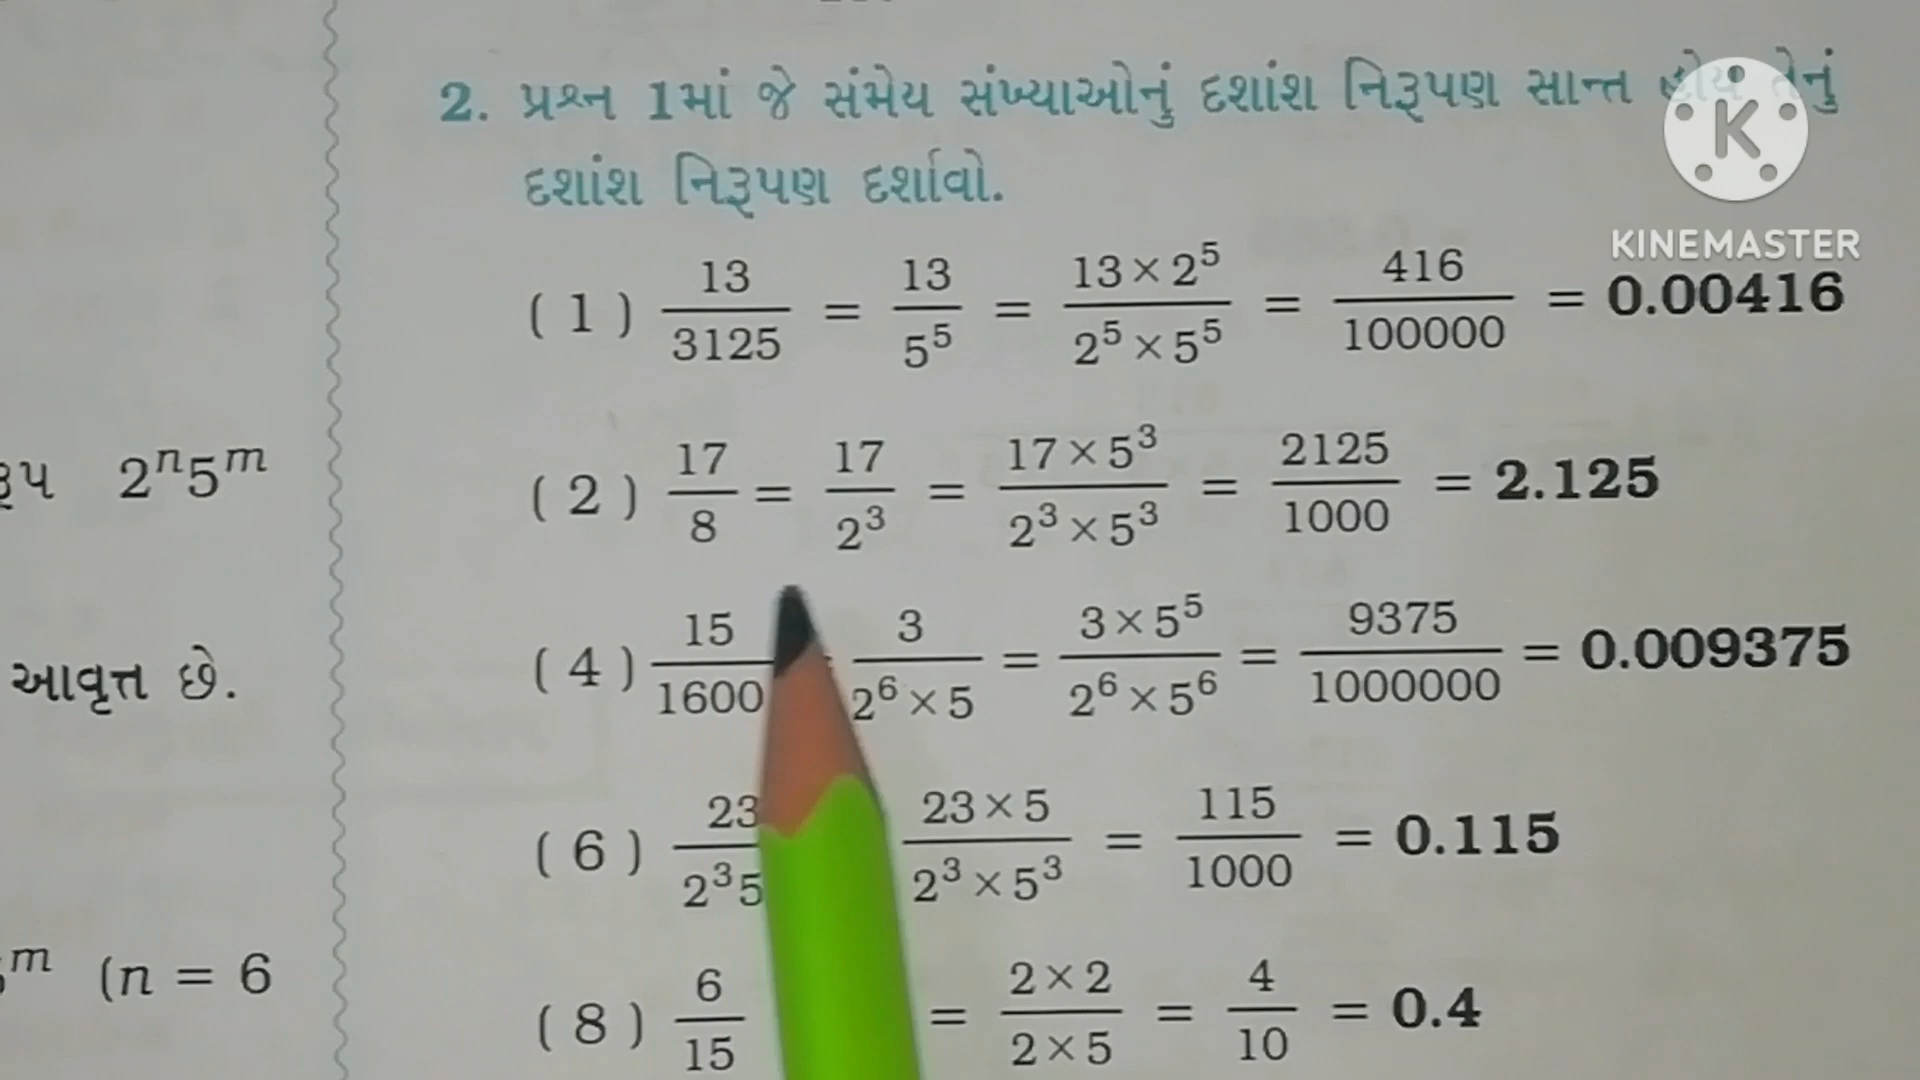 2. પ્રશ્ન 1માં જે સંમેય સંખ્યાઓનું દશાંશ નિરૂપણ સાન્ત હોય તેનું
દશાંશ નિરૂપણ દર્શાવો.
K
KINEMASTER
( 1 ) 13/3125 = 13/5⁵ = 13 × 2⁵/2⁵ × 5⁵ = 416/100000 = 0.00416
( 2 ) 17/8 = 17/2³ = 17 × 5³/2³ × 5³ = 2125/1000 = 2.125
( 4 ) 15/1600 3/2⁶ × 5 = 3 × 5⁵/2⁶ × 5⁶ = 9375/1000000 = 0.009375
( 6 ) 23/2³5 23 × 5/2³ × 5³ = 115/1000 = 0.115
( 8 ) 6/15 = 2 × 2/2 × 5 = 4/10 = 0.4
2ⁿ5ᵐ
આવૃત્ત છે.
m (n = 6